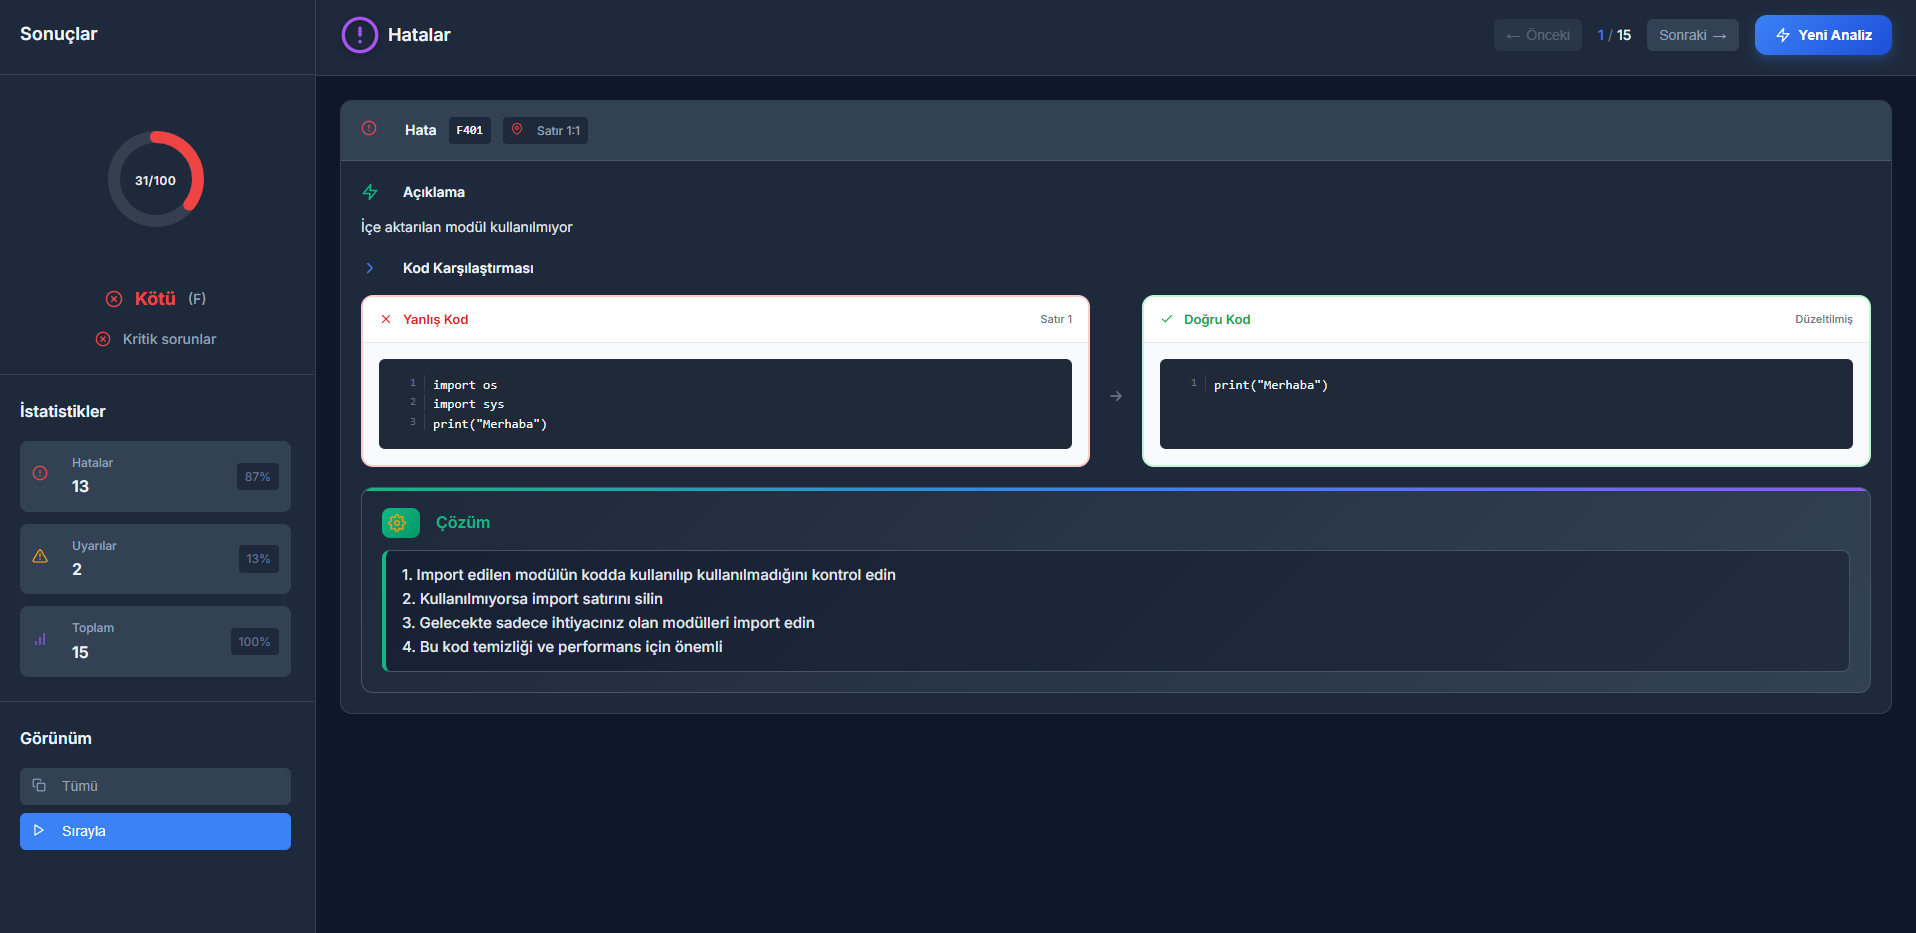 Sonuçlar
31/100
Kötü (F)
Kritik sorunlar
İstatistikler
Hatalar
13
87%
Uyarılar
2
13%
Toplam
15
100%
Görünüm
Tümü
Sırayla
Hatalar
← Önceki
1 / 15
Sonraki →
Yeni Analiz
Hata F401 Satır 1:1
Açıklama
İçe aktarılan modül kullanılmıyor
Kod Karşılaştırması
Yanlış Kod Satır 1
1 import os
2 import sys
3 print("Merhaba")
→
Doğru Kod Düzeltilmiş
1 print("Merhaba")
Çözüm
1. Import edilen modülün kodda kullanılıp kullanılmadığını kontrol edin
2. Kullanılmıyorsa import satırını silin
3. Gelecekte sadece ihtiyacınız olan modülleri import edin
4. Bu kod temizliği ve performans için önemli